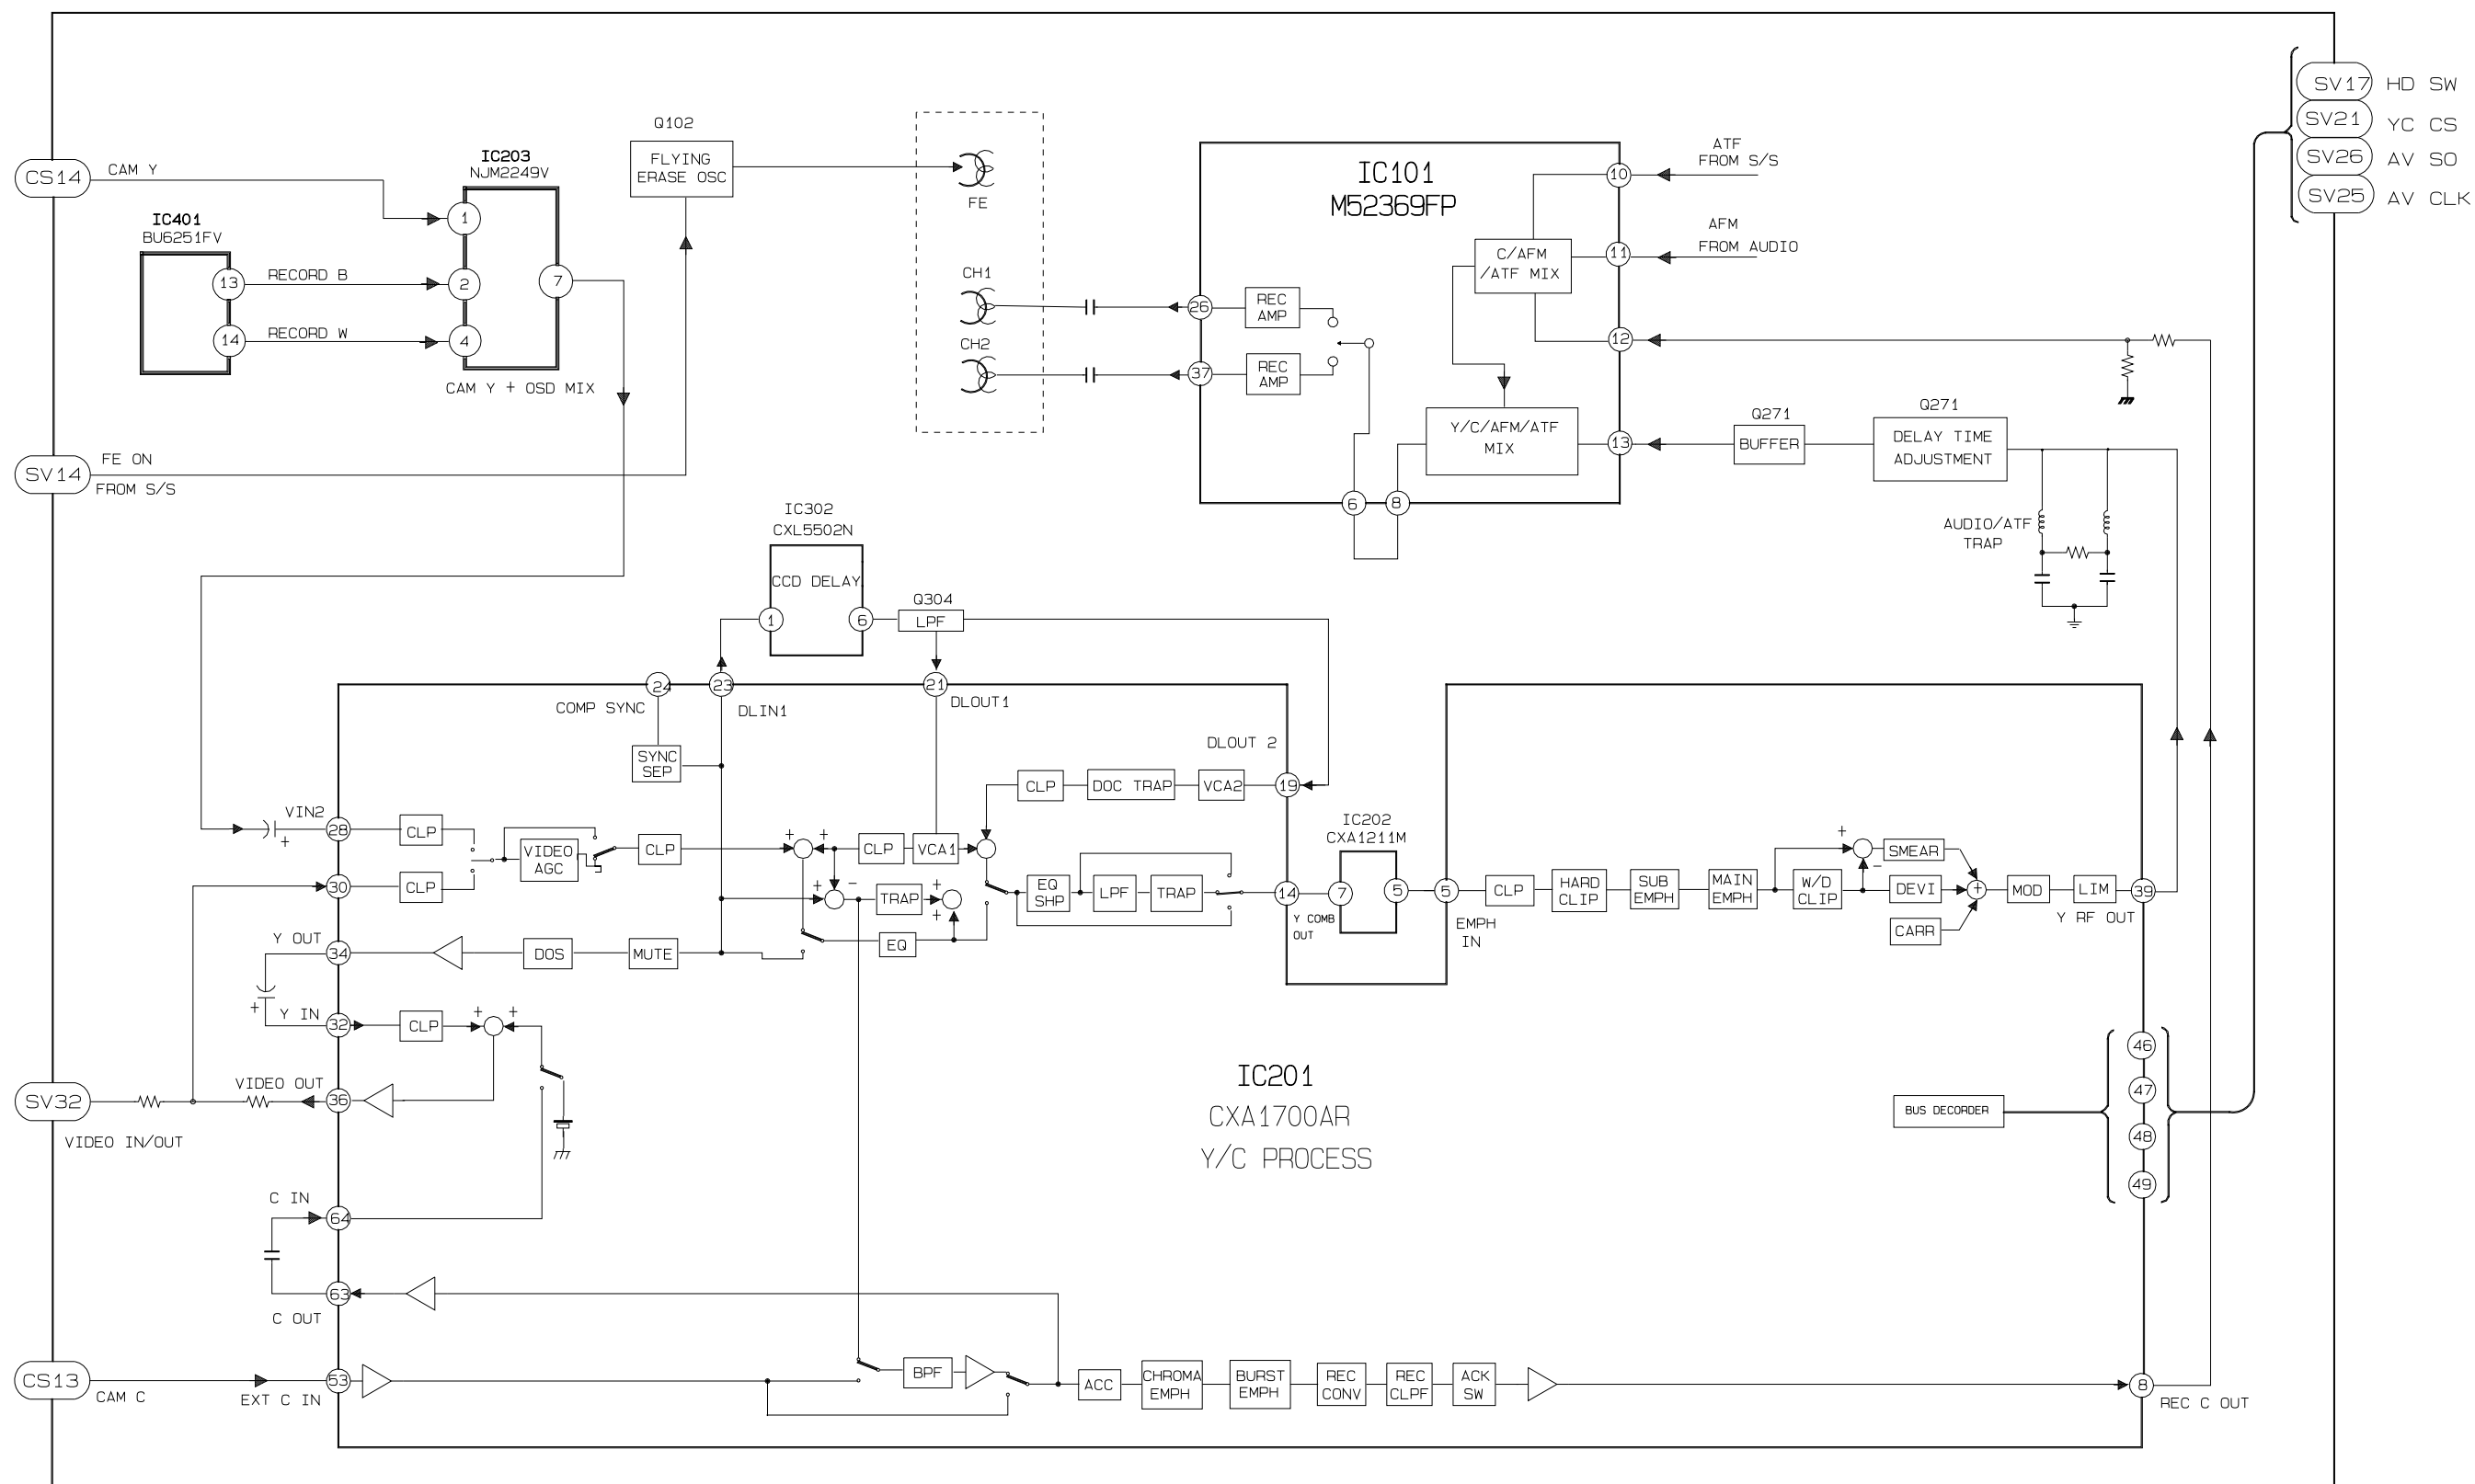 SV17 HD SW
SV21 YC CS
SV26 AV SO
SV25 AV CLK
CS14
CAM Y
IC401
BU6251FV
13
RECORD B
14
RECORD W
IC203
NJM2249V
1
2
4
7
CAM Y + OSD MIX
Q102
FLYING
ERASE OSC
FE
CH1
CH2
SV14
FE ON
FROM S/S
IC101
M52369FP
ATF
FROM S/S
10
AFM
FROM AUDIO
11
C/AFM
/ATF MIX
26
REC
AMP
12
37
REC
AMP
Y/C/AFM/ATF
MIX
13
6
8
Q271
BUFFER
Q271
DELAY TIME
ADJUSTMENT
AUDIO/ATF
TRAP
IC302
CXL5502N
CCD DELAY
1
6
Q304
LPF
24
23
21
COMP SYNC
DLIN1
DLOUT1
SYNC
SEP
DLOUT 2
CLP
DOC TRAP
VCA2
19
VIN2
+
28
CLP
VIDEO
AGC
CLP
+
+
CLP
VCA1
30
CLP
+
-
TRAP
+
+
EQ
EQ
SHP
LPF
TRAP
14
Y COMB
OUT
IC202
CXA1211M
7
5
5
EMPH
IN
CLP
HARD
CLIP
SUB
EMPH
MAIN
EMPH
W/D
CLIP
+
-
SMEAR
DEVI
CARR
+
MOD
LIM
39
Y RF OUT
Y OUT
34
DOS
MUTE
+
Y IN
32
CLP
+
+
SV32
VIDEO OUT
36
VIDEO IN/OUT
IC201
CXA1700AR
Y/C PROCESS
BUS DECORDER
46
47
48
49
C IN
64
63
C OUT
CS13
CAM C
EXT C IN
53
BPF
ACC
CHROMA
EMPH
BURST
EMPH
REC
CONV
REC
CLPF
ACK
SW
8
REC C OUT